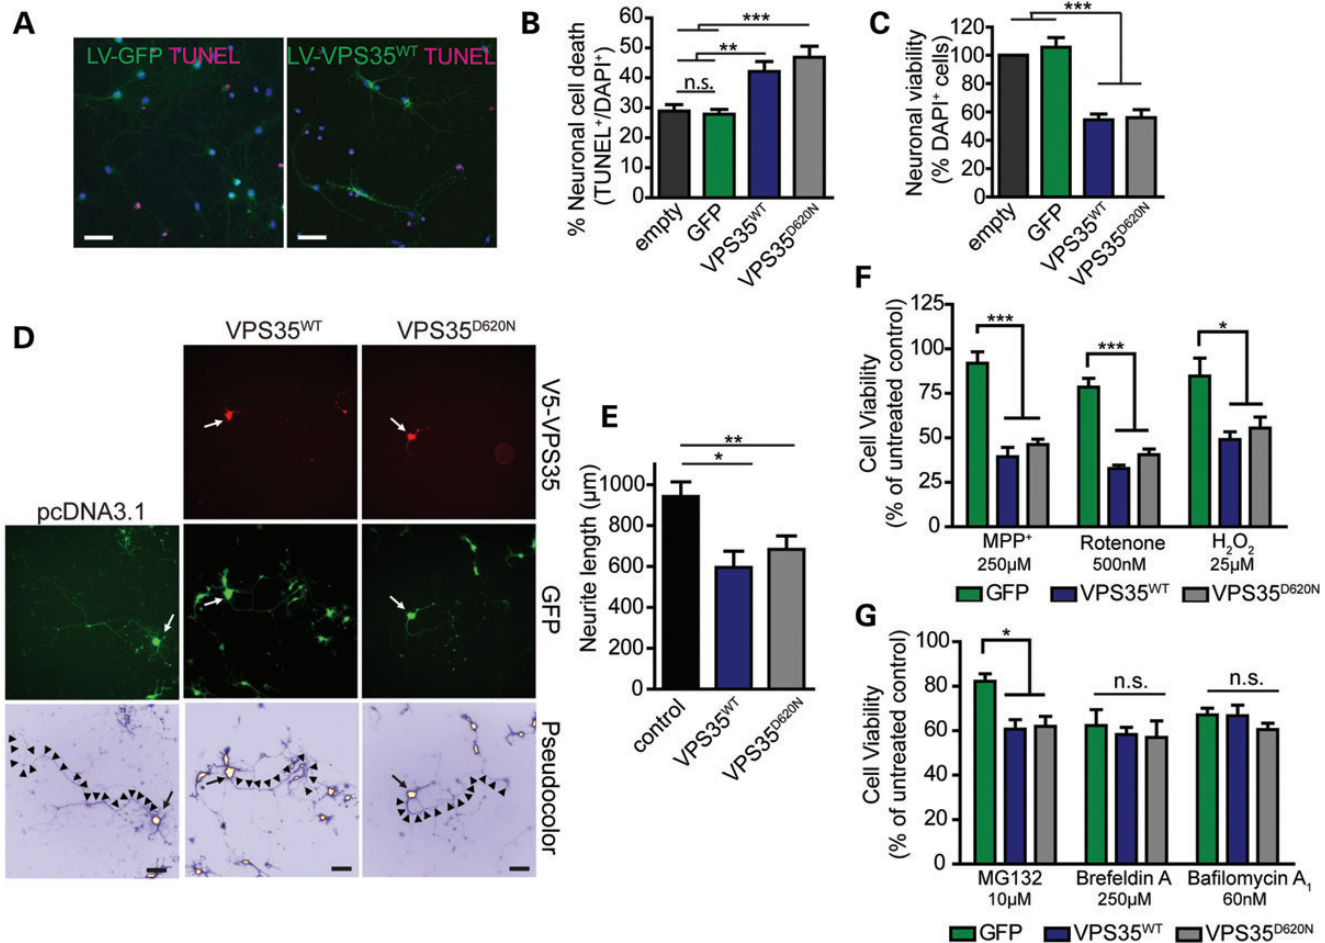 A
LV-GFP TUNEL
LV-VPS35ᵂᵀ TUNEL
B
% Neuronal cell death
(TUNEL⁺/DAPI⁺)
60
50
40
30
20
10
0
n.s.
**
***
empty
GFP
VPS35ᵂᵀ
VPS35ᴰ⁶²⁰ᴺ
C
Neuronal viability
(% DAPI⁺ cells)
120
100
80
60
40
20
0
***
empty
GFP
VPS35ᵂᵀ
VPS35ᴰ⁶²⁰ᴺ
D
VPS35ᵂᵀ
VPS35ᴰ⁶²⁰ᴺ
V5-VPS35
pcDNA3.1
GFP
Pseudocolor
E
Neurite length (µm)
1000
800
600
400
200
0
**
*
control
VPS35ᵂᵀ
VPS35ᴰ⁶²⁰ᴺ
F
Cell Viability
(% of untreated control)
125
100
75
50
25
0
***
***
*
MPP⁺
250µM
Rotenone
500nM
H₂O₂
25µM
GFP VPS35ᵂᵀ VPS35ᴰ⁶²⁰ᴺ
G
Cell Viability
(% of untreated control)
100
80
60
40
20
0
*
n.s.
n.s.
MG132
10µM
Brefeldin A
250µM
Bafilomycin A₁
60nM
GFP VPS35ᵂᵀ VPS35ᴰ⁶²⁰ᴺ